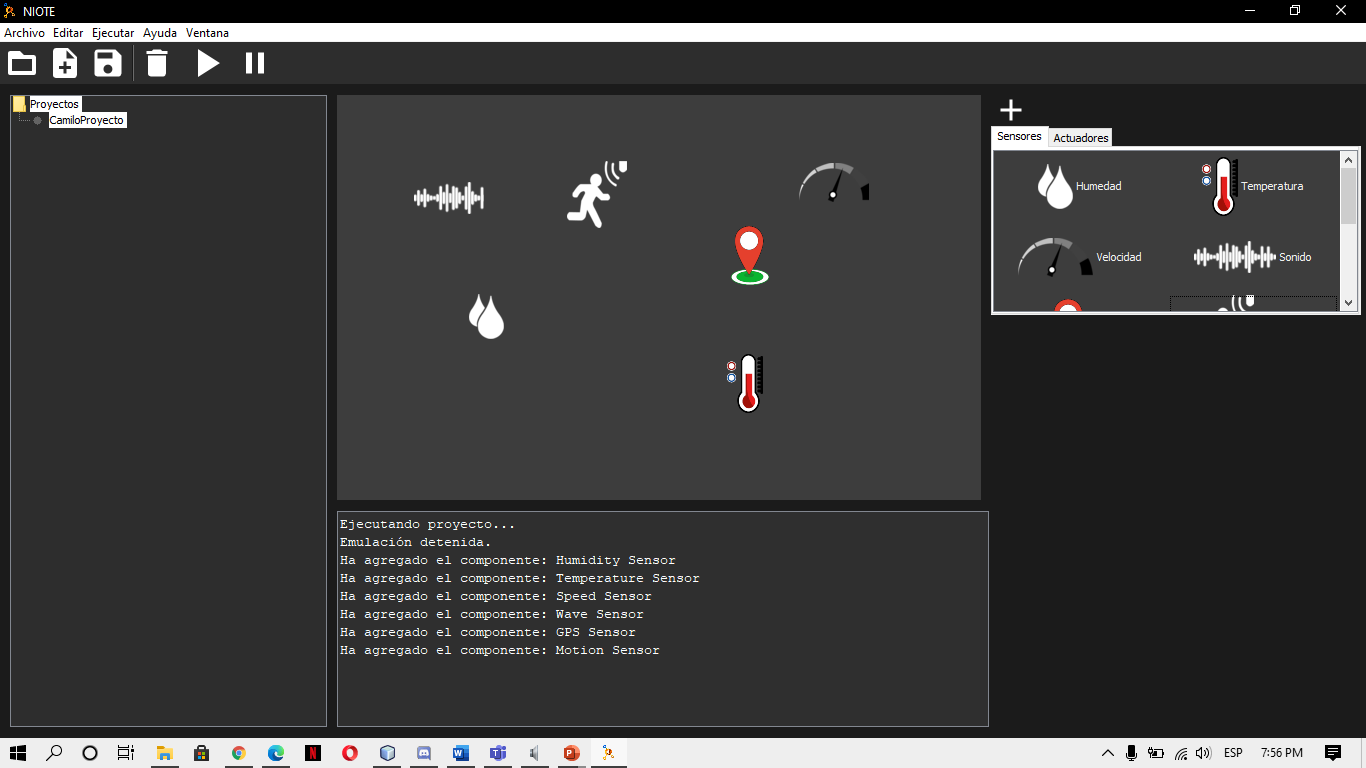 NIOTE
Archivo Editar Ejecutar Ayuda Ventana
Proyectos
CamiloProyecto
Sensores Actuadores
Humedad Temperatura
Velocidad Sonido
Ejecutando proyecto...
Emulación detenida.
Ha agregado el componente: Humidity Sensor
Ha agregado el componente: Temperature Sensor
Ha agregado el componente: Speed Sensor
Ha agregado el componente: Wave Sensor
Ha agregado el componente: GPS Sensor
Ha agregado el componente: Motion Sensor
ESP 7:56 PM